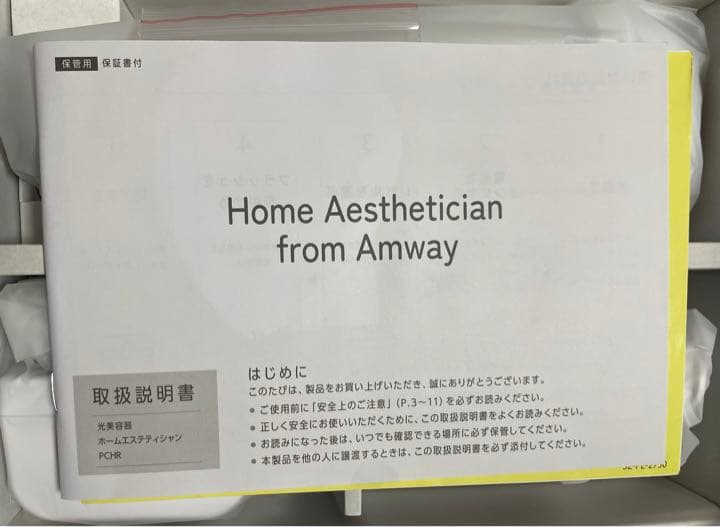 保管用 保証書付
Home Aesthetician
from Amway
取扱説明書
光美容器
ホームエステティシャン
PCHR
はじめに
このたびは、製品をお買い上げいただき、誠にありがとうございます。
● ご使用前に「安全上のご注意」(P.3〜11)を必ずお読みください。
● 正しく安全にお使いいただくために、この取扱説明書をよくお読みください。
● お読みになった後は、いつでも確認できる場所に必ず保管してください。
● 本製品を他の人に譲渡するときは、この取扱説明書を必ず添付してください。